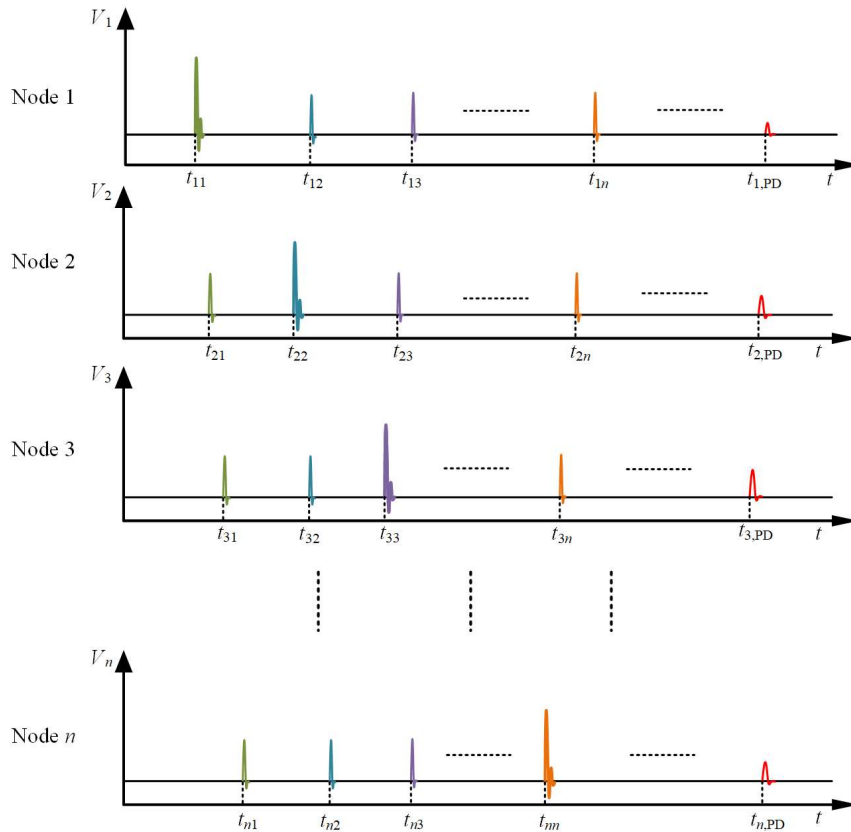 V1
Node 1
t11 t12 t13 t1n t1,PD t
V2
Node 2
t21 t22 t23 t2n t2,PD t
V3
Node 3
t31 t32 t33 t3n t3,PD t
Vn
Node n
tn1 tn2 tn3 tnn tn,PD t